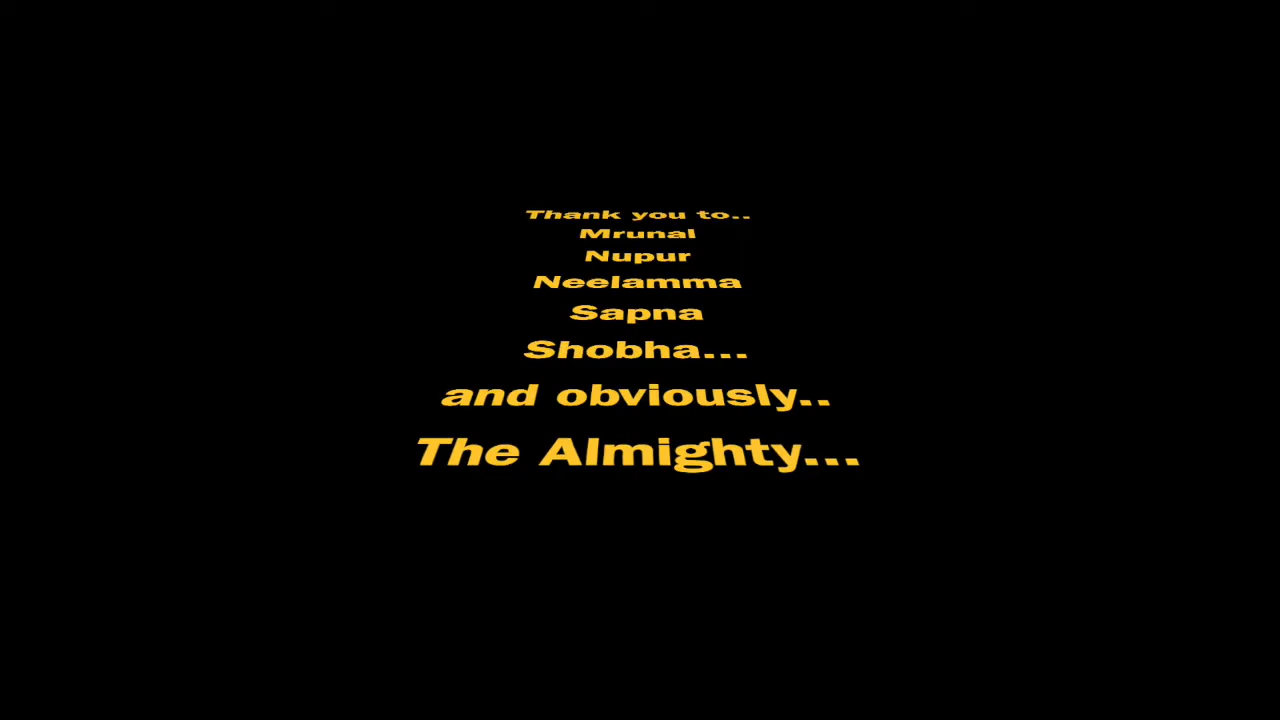 Thank you to..
Mrunal
Nupur
Neelamma
Sapna
Shobha...
and obviously..
The Almighty...